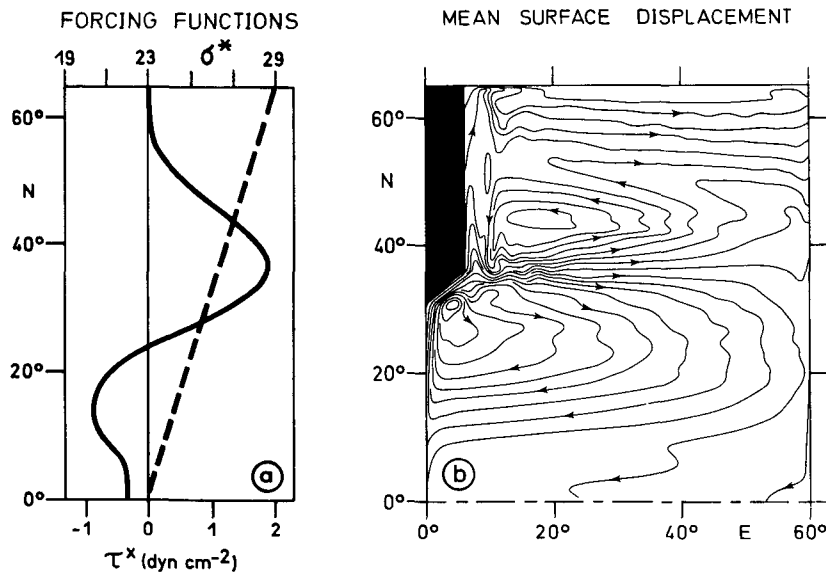 FORCING FUNCTIONS
σ*
19 23 29
60°
N
40°
20°
0°
-1 0 1 2
τˣ (dyn cm⁻²)
a
MEAN SURFACE DISPLACEMENT
60°
N
40°
20°
0°
0° 20° 40° E 60°
b